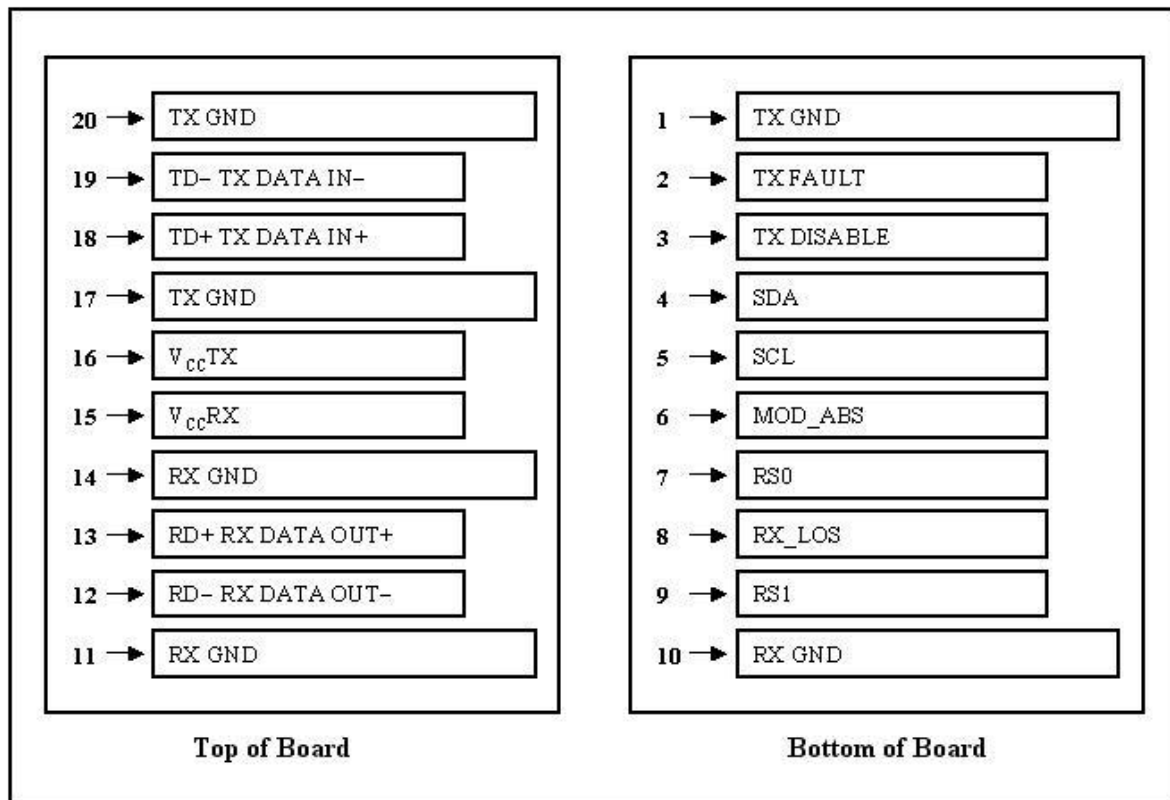 20 TX GND
19 TD− TX DATA IN−
18 TD+ TX DATA IN+
17 TX GND
16 VCCTX
15 VCCRX
14 RX GND
13 RD+ RX DATA OUT+
12 RD− RX DATA OUT−
11 RX GND
Top of Board
1 TX GND
2 TX FAULT
3 TX DISABLE
4 SDA
5 SCL
6 MOD_ABS
7 RS0
8 RX_LOS
9 RS1
10 RX GND
Bottom of Board